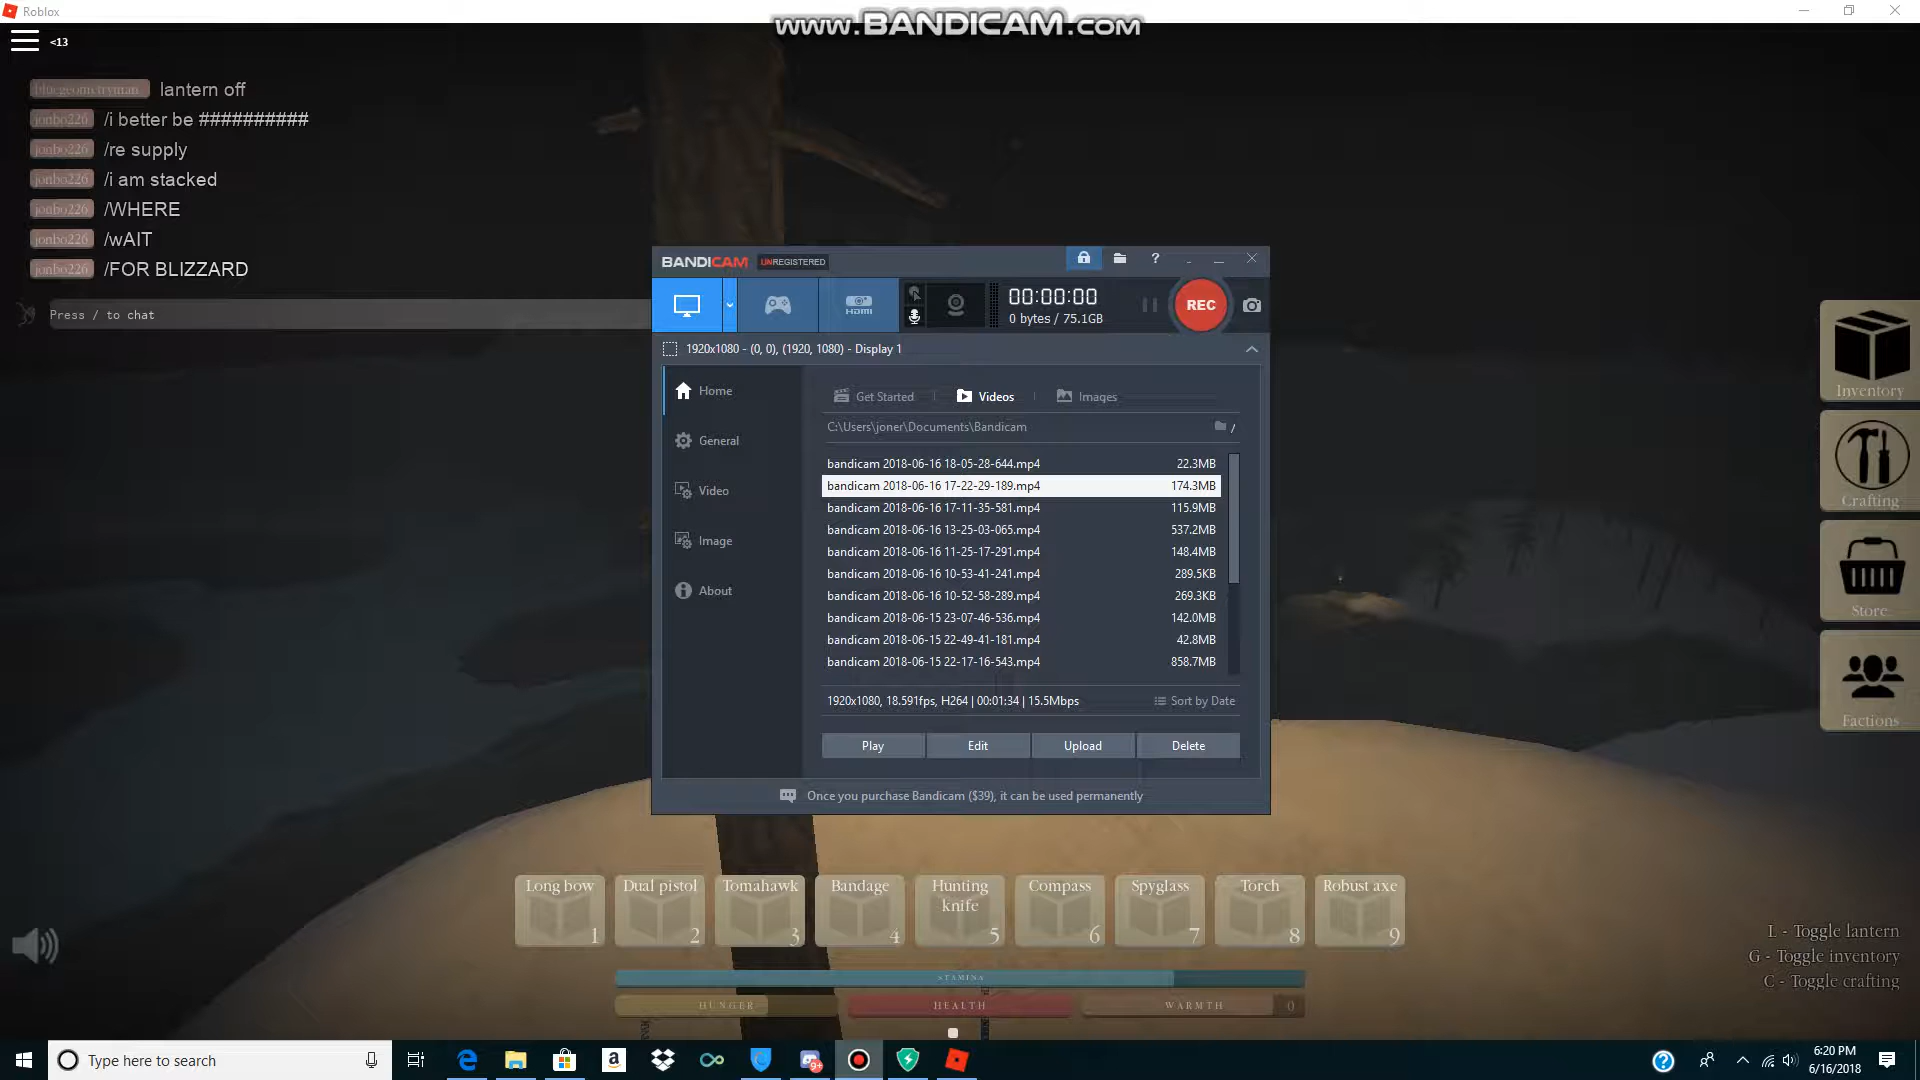 Roblox
www.BANDICAM.com
<13
bluegeometryman lantern off
jonbo226 /i better be ##########
jonbo226 /re supply
jonbo226 /i am stacked
jonbo226 /WHERE
jonbo226 /wAIT
jonbo226 /FOR BLIZZARD
Press / to chat
BANDICAM UNREGISTERED
?
HDMI
00:00:00
0 bytes / 75.1GB
REC
1920x1080 - (0, 0), (1920, 1080) - Display 1
Home
General
Video
Image
About
Get Started
Videos
Images
C:\Users\joner\Documents\Bandicam
/
bandicam 2018-06-16 18-05-28-644.mp4 22.3MB
bandicam 2018-06-16 17-22-29-189.mp4 174.3MB
bandicam 2018-06-16 17-11-35-581.mp4 115.9MB
bandicam 2018-06-16 13-25-03-065.mp4 537.2MB
bandicam 2018-06-16 11-25-17-291.mp4 148.4MB
bandicam 2018-06-16 10-53-41-241.mp4 289.5KB
bandicam 2018-06-16 10-52-58-289.mp4 269.3KB
bandicam 2018-06-15 23-07-46-536.mp4 142.0MB
bandicam 2018-06-15 22-49-41-181.mp4 42.8MB
bandicam 2018-06-15 22-17-16-543.mp4 858.7MB
1920x1080, 18.591fps, H264 | 00:01:34 | 15.5Mbps
Sort by Date
Play
Edit
Upload
Delete
Once you purchase Bandicam ($39), it can be used permanently
Inventory
Crafting
Store
Factions
Long bow 1
Dual pistol 2
Tomahawk 3
Bandage 4
Hunting knife 5
Compass 6
Spyglass 7
Torch 8
Robust axe 9
STAMINA
HUNGER
HEALTH
WARMTH 0
L - Toggle lantern
G - Toggle inventory
C - Toggle crafting
Type here to search
9+
6:20 PM
6/16/2018